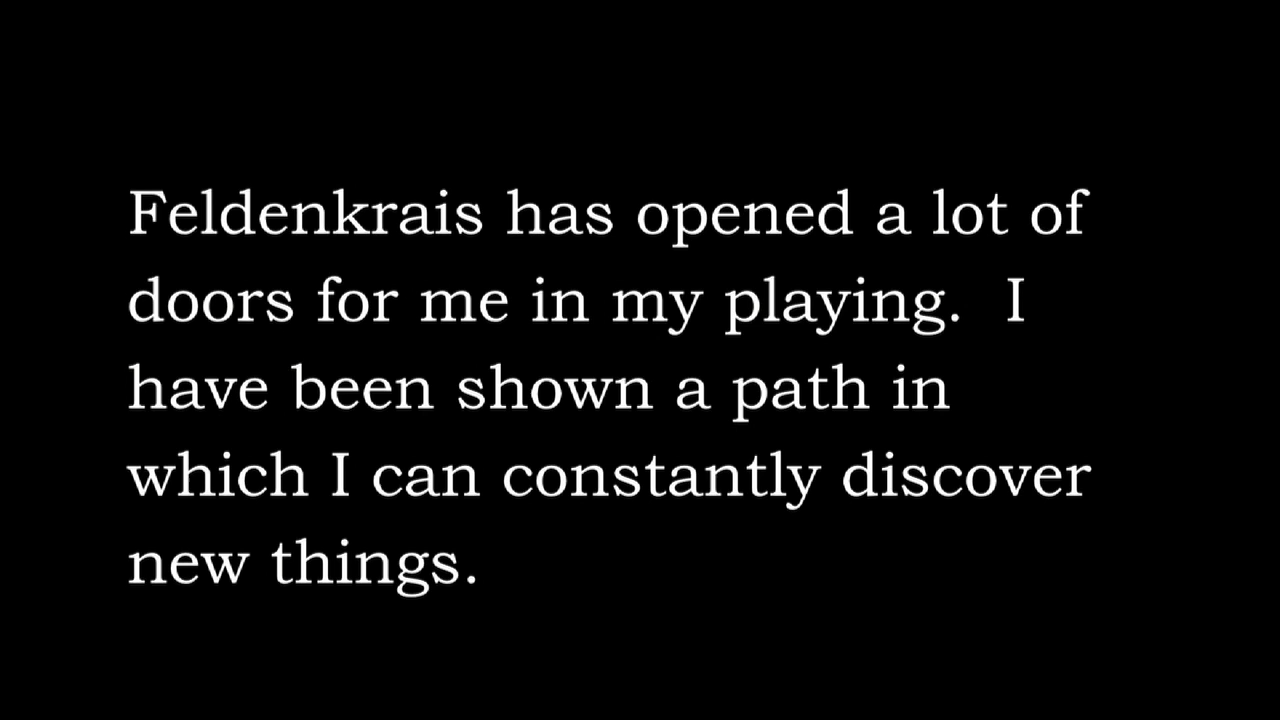 Feldenkrais has opened a lot of
doors for me in my playing.  I
have been shown a path in
which I can constantly discover
new things.